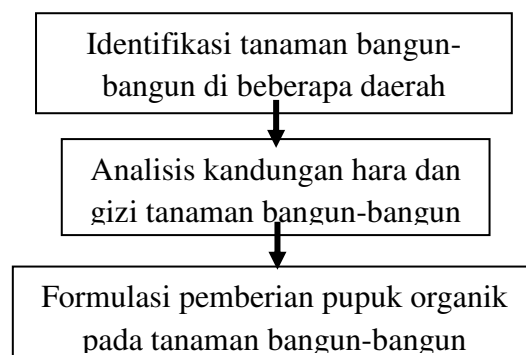 Identifikasi tanaman bangun-
bangun di beberapa daerah
Analisis kandungan hara dan
gizi tanaman bangun-bangun
Formulasi pemberian pupuk organik
pada tanaman bangun-bangun